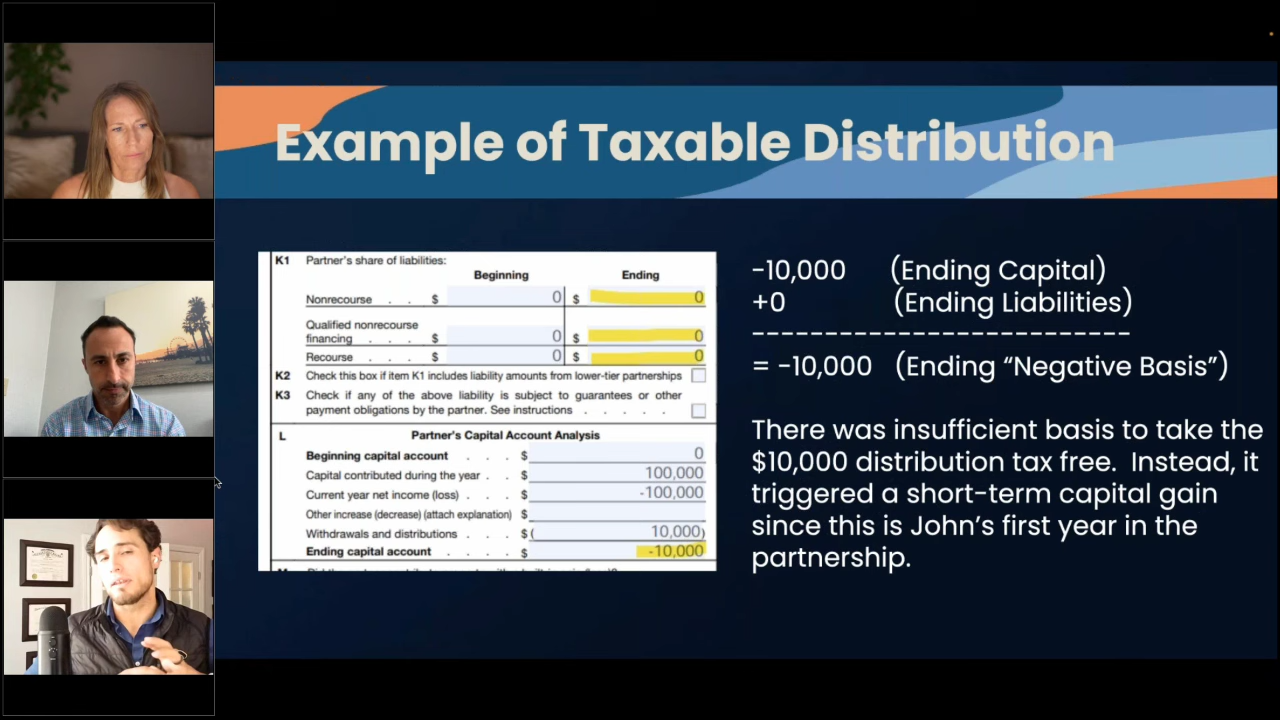 Example of Taxable Distribution
K1 Partner's share of liabilities:
Beginning Ending
Nonrecourse . . $ 0 $ 0
Qualified nonrecourse
financing . . . $ 0 $ 0
Recourse . . . $ 0 $ 0
K2 Check this box if item K1 includes liability amounts from lower-tier partnerships
K3 Check if any of the above liability is subject to guarantees or other
payment obligations by the partner. See instructions . . . . . .
L Partner's Capital Account Analysis
Beginning capital account . . . $ 0
Capital contributed during the year . . $ 100,000
Current year net income (loss) . . . $ -100,000
Other increase (decrease) (attach explanation) $
Withdrawals and distributions . . . $ ( 10,000)
Ending capital account . . . . $ -10,000
-10,000 (Ending Capital)
+0 (Ending Liabilities)
--------------------------
= -10,000 (Ending “Negative Basis”)
There was insufficient basis to take the
$10,000 distribution tax free. Instead, it
triggered a short-term capital gain
since this is John’s first year in the
partnership.